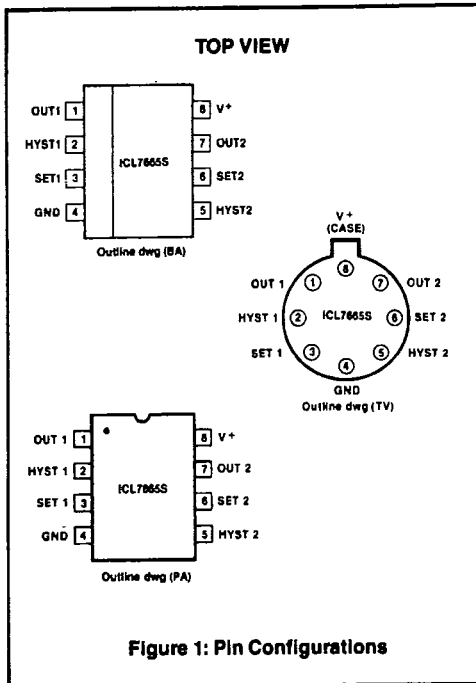 TOP VIEW
OUT1 1
HYST1 2
SET1 3
GND 4
ICL7665S
8 V+
7 OUT2
6 SET2
5 HYST2
Outline dwg (BA)
V+
(CASE)
8
OUT 1 1
7 OUT 2
HYST 1 2
ICL7665S
6 SET 2
SET 1 3
5 HYST 2
4
GND
Outline dwg (TV)
OUT 1 1
HYST 1 2
SET 1 3
GND 4
ICL7665S
8 V+
7 OUT 2
6 SET 2
5 HYST 2
Outline dwg (PA)
Figure 1: Pin Configurations